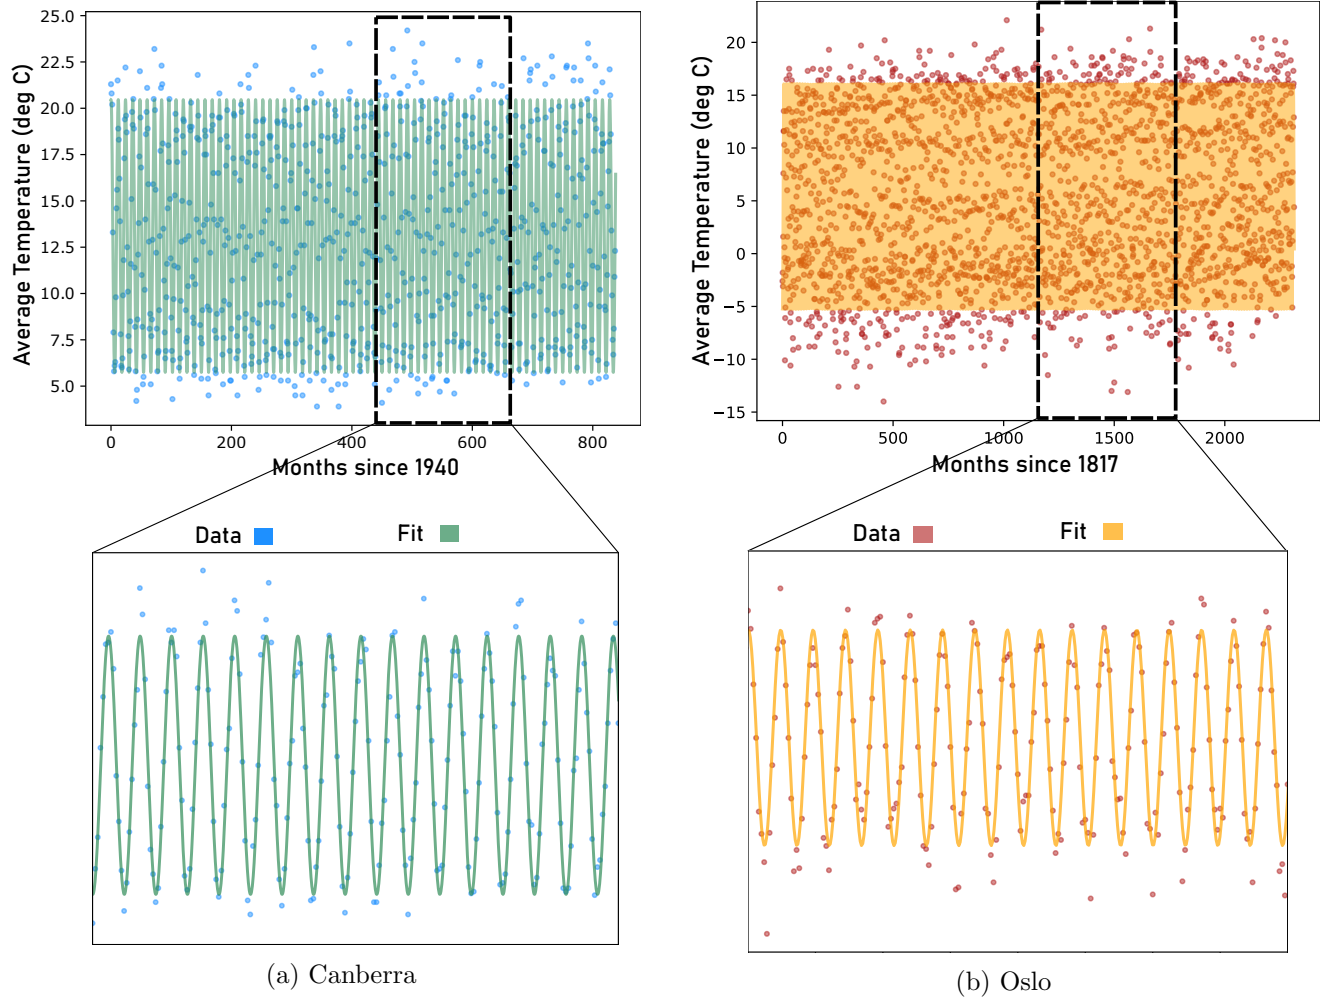 Average Temperature (deg C)
25.0
22.5
20.0
17.5
15.0
12.5
10.0
7.5
5.0
0 200 400 600 800
Months since 1940
Average Temperature (deg C)
20
15
10
5
0
−5
−10
−15
0 500 1000 1500 2000
Months since 1817
Data Fit
Data Fit
(a) Canberra
(b) Oslo